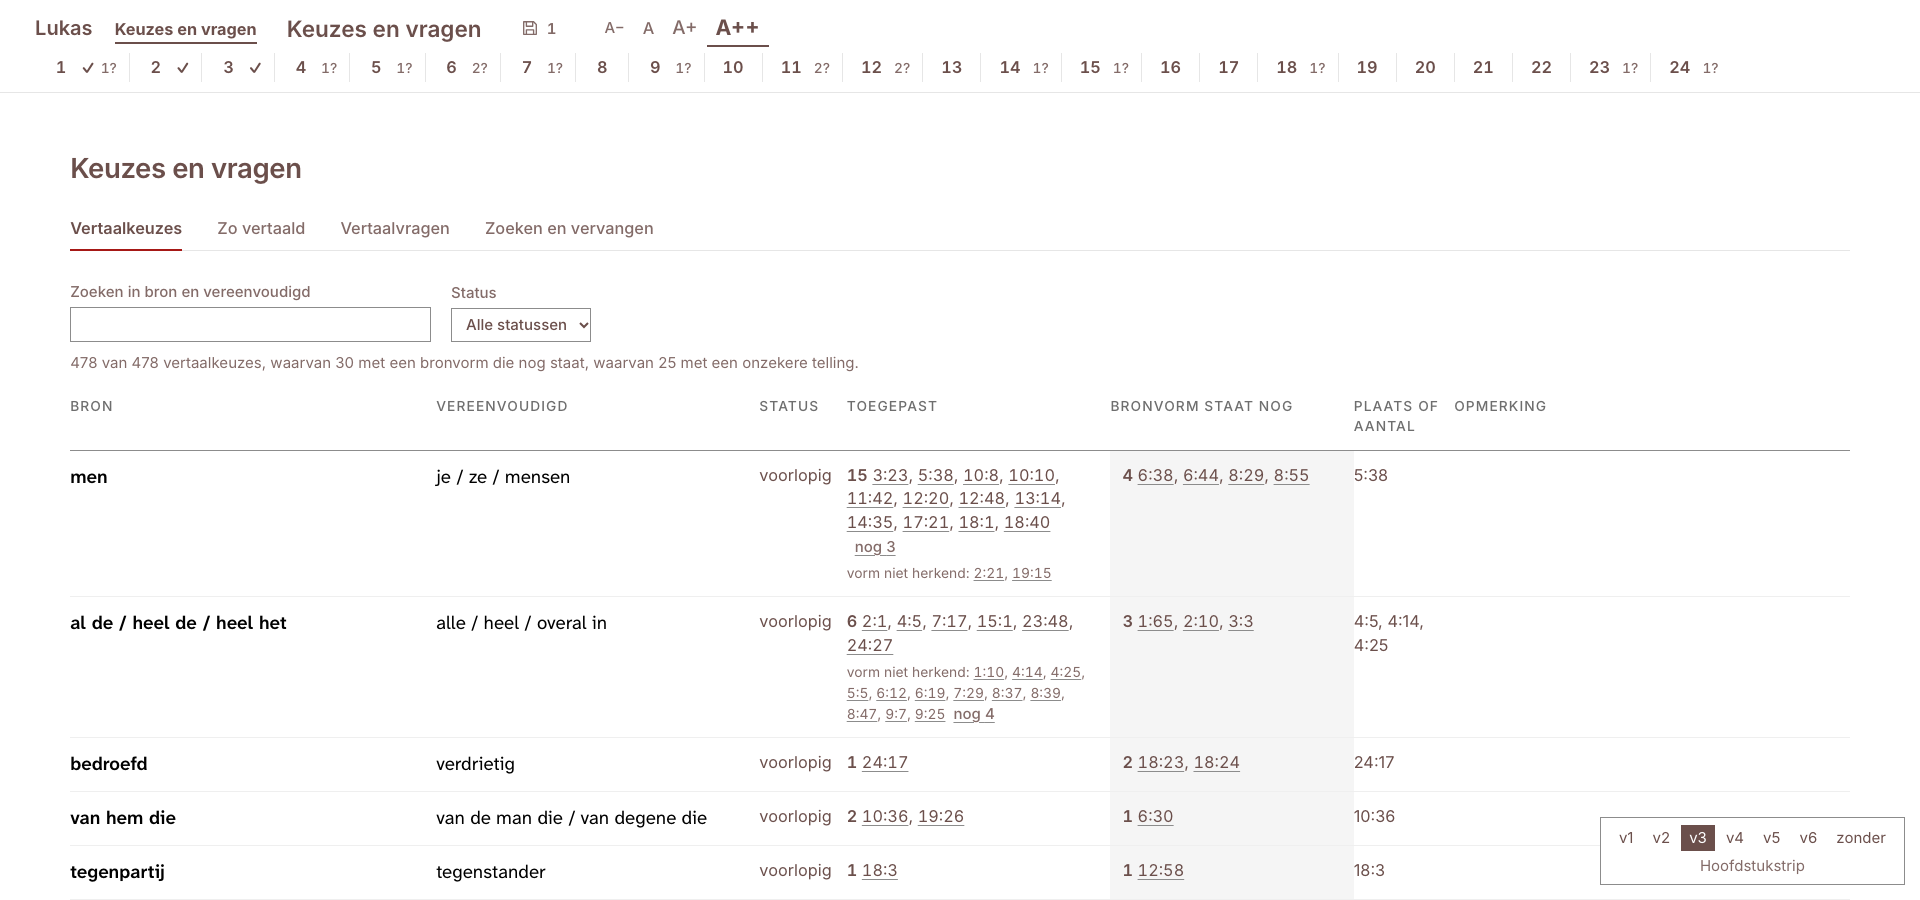 Lukas Keuzes en vragen Keuzes en vragen 1 A− A A+ A++
1 ✓ 1? 2 ✓ 3 ✓ 4 1? 5 1? 6 2? 7 1? 8 9 1? 10 11 2? 12 2? 13 14 1? 15 1? 16 17 18 1? 19 20 21 22 23 1? 24 1?
Keuzes en vragen
Vertaalkeuzes Zo vertaald Vertaalvragen Zoeken en vervangen
Zoeken in bron en vereenvoudigd Status
Alle statussen
478 van 478 vertaalkeuzes, waarvan 30 met een bronvorm die nog staat, waarvan 25 met een onzekere telling.
BRON VEREENVOUDIGD STATUS TOEGEPAST BRONVORM STAAT NOG PLAATS OF AANTAL OPMERKING
men je / ze / mensen voorlopig 15 3:23, 5:38, 10:8, 10:10, 4 6:38, 6:44, 8:29, 8:55 5:38
11:42, 12:20, 12:48, 13:14,
14:35, 17:21, 18:1, 18:40
nog 3
vorm niet herkend: 2:21, 19:15
al de / heel de / heel het alle / heel / overal in voorlopig 6 2:1, 4:5, 7:17, 15:1, 23:48, 3 1:65, 2:10, 3:3 4:5, 4:14,
24:27 4:25
vorm niet herkend: 1:10, 4:14, 4:25,
5:5, 6:12, 6:19, 7:29, 8:37, 8:39,
8:47, 9:7, 9:25 nog 4
bedroefd verdrietig voorlopig 1 24:17 2 18:23, 18:24 24:17
van hem die van de man die / van degene die voorlopig 2 10:36, 19:26 1 6:30 10:36
tegenpartij tegenstander voorlopig 1 18:3 1 12:58 18:3
v1 v2 v3 v4 v5 v6 zonder
Hoofdstukstrip